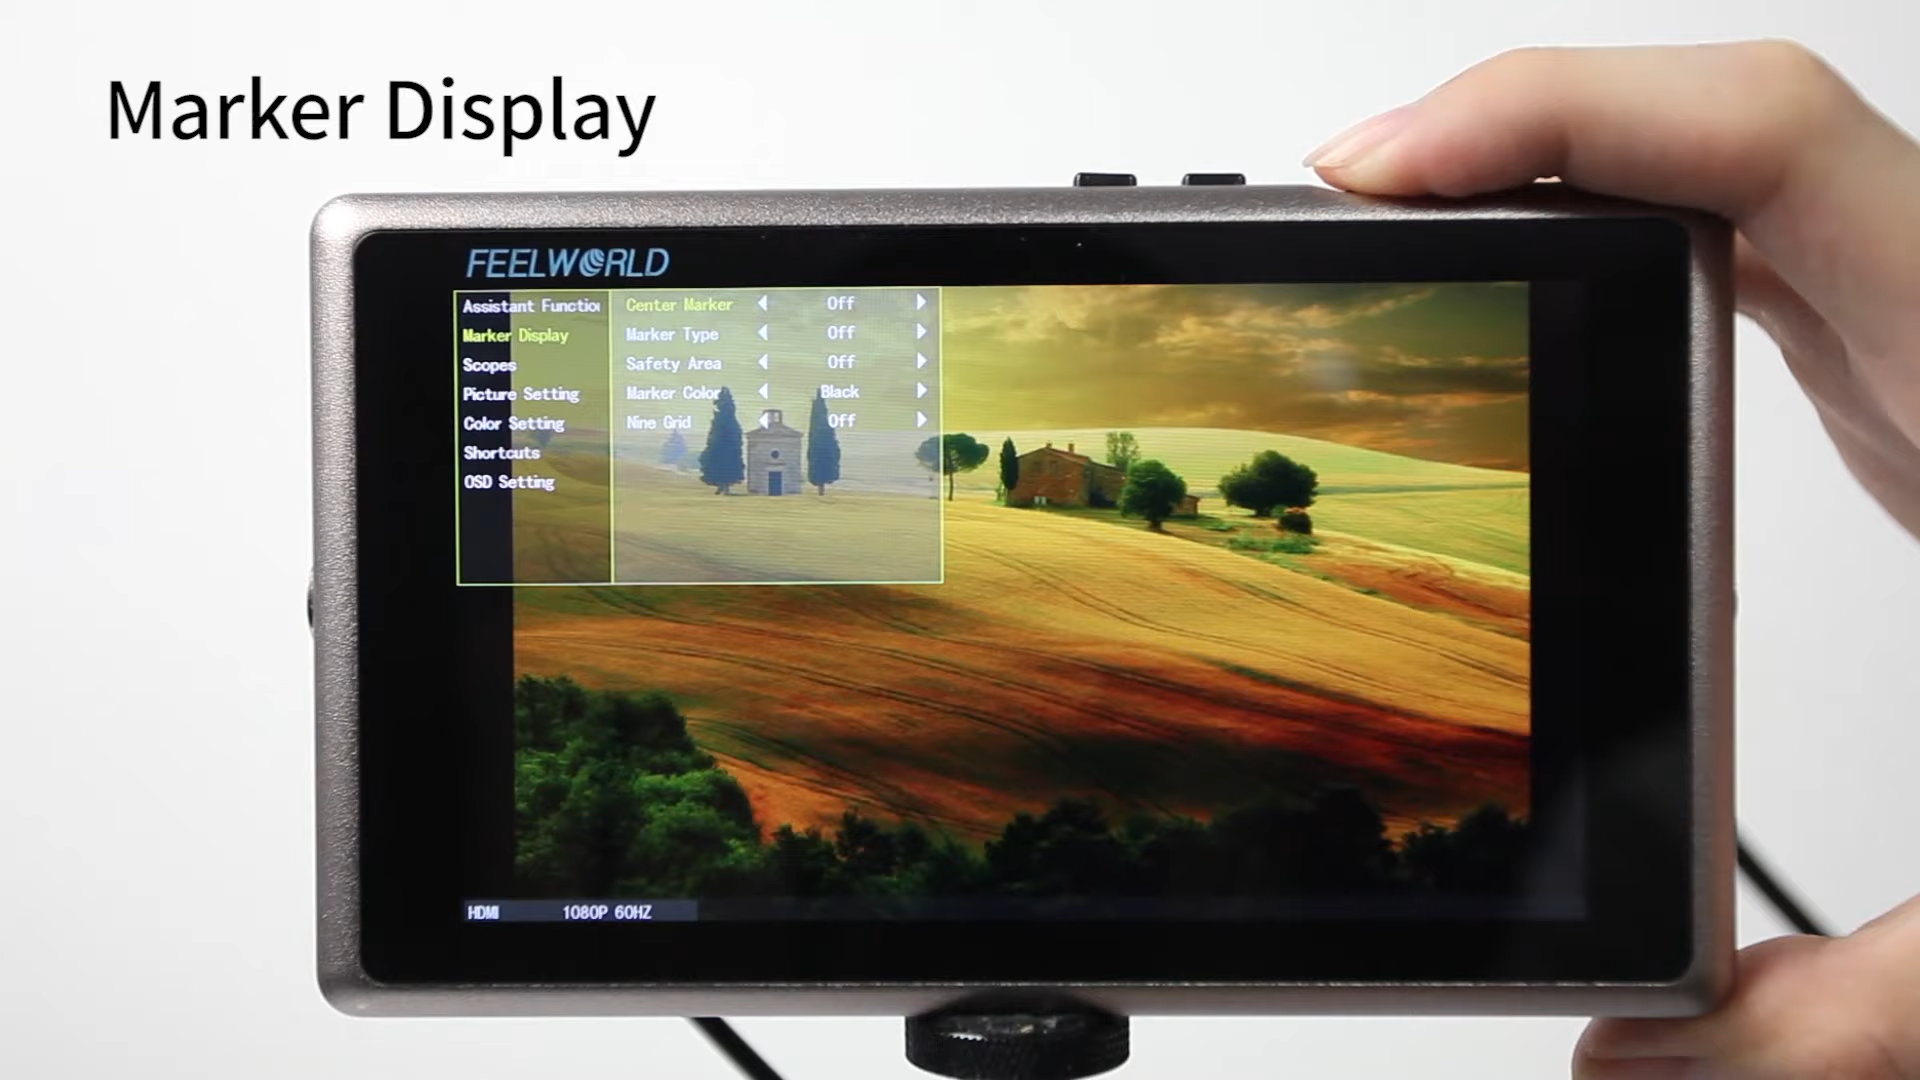 Marker Display
FEELWORLD
Assistant Functio
Marker Display
Scopes
Picture Setting
Color Setting
Shortcuts
OSD Setting
Center Marker Off
Marker Type Off
Safety Area Off
Marker Color Black
Nine Grid Off
HDMI 1080P 60HZ